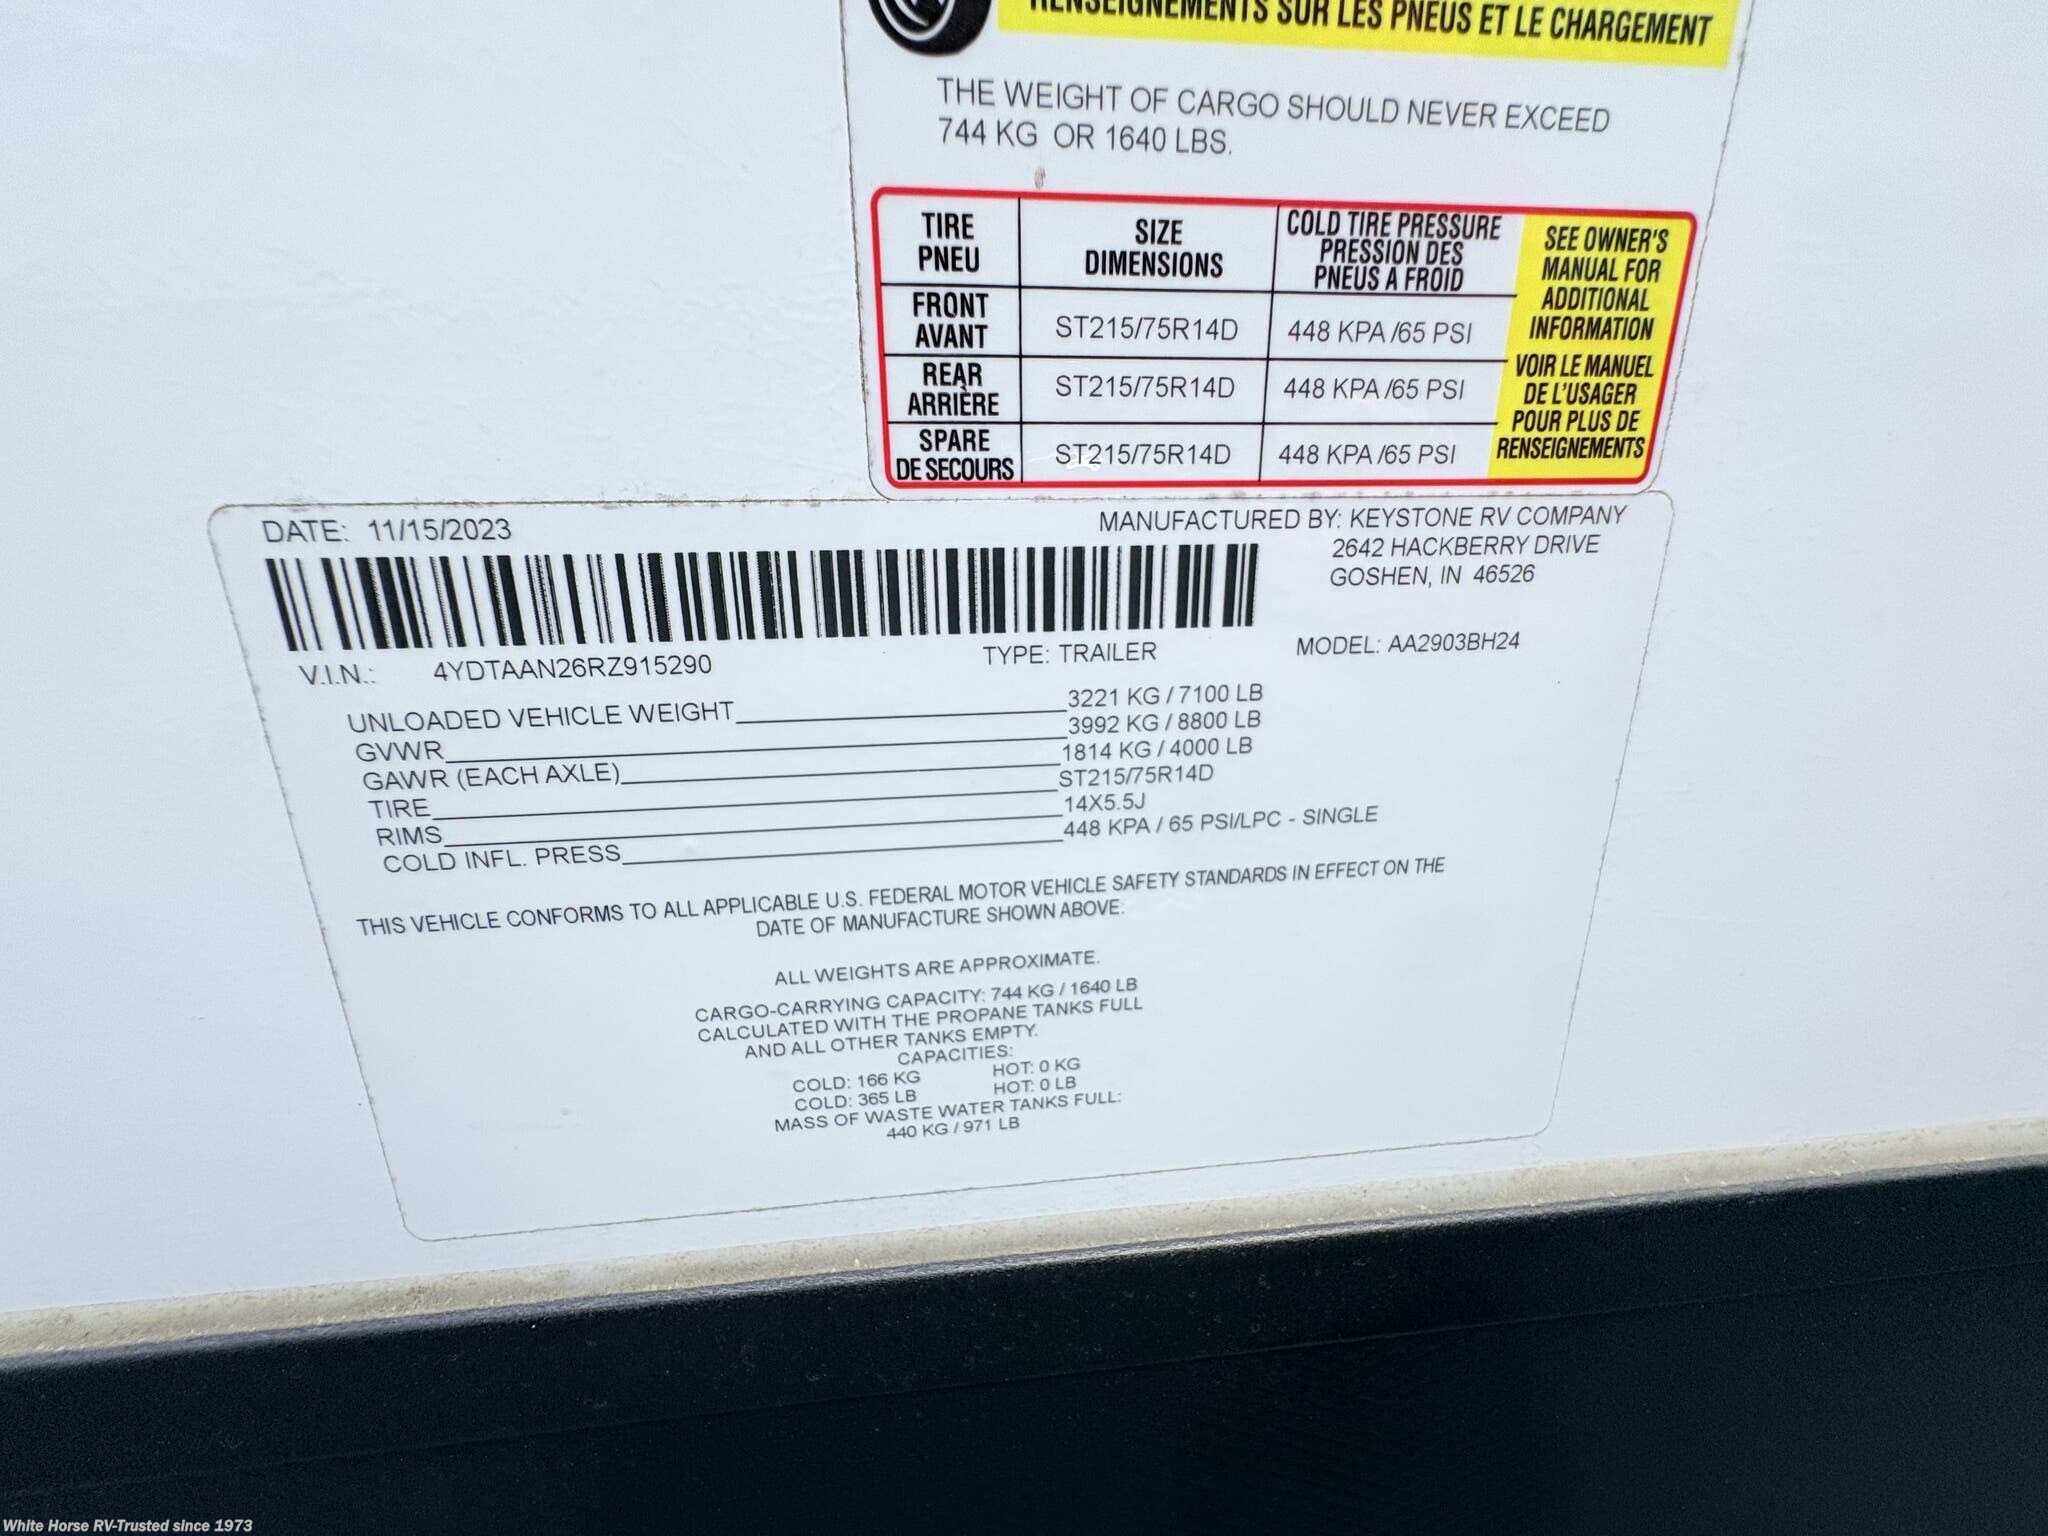 RENSEIGNEMENTS SUR LES PNEUS ET LE CHARGEMENT
THE WEIGHT OF CARGO SHOULD NEVER EXCEED
744 KG OR 1640 LBS.
TIRE
PNEU
SIZE
DIMENSIONS
COLD TIRE PRESSURE
PRESSION DES
PNEUS A FROID
FRONT
AVANT
ST215/75R14D
448 KPA /65 PSI
REAR
ARRIÈRE
ST215/75R14D
448 KPA /65 PSI
SPARE
DE SECOURS
ST215/75R14D
448 KPA /65 PSI
SEE OWNER'S
MANUAL FOR
ADDITIONAL
INFORMATION
VOIR LE MANUEL
DE L'USAGER
POUR PLUS DE
RENSEIGNEMENTS
DATE: 11/15/2023
MANUFACTURED BY: KEYSTONE RV COMPANY
2642 HACKBERRY DRIVE
GOSHEN, IN 46526
V.I.N.: 4YDTAAN26RZ915290 TYPE: TRAILER MODEL: AA2903BH24
UNLOADED VEHICLE WEIGHT 3221 KG / 7100 LB
GVWR 3992 KG / 8800 LB
GAWR (EACH AXLE) 1814 KG / 4000 LB
TIRE ST215/75R14D
RIMS 14X5.5J
COLD INFL. PRESS 448 KPA / 65 PSI/LPC - SINGLE
THIS VEHICLE CONFORMS TO ALL APPLICABLE U.S. FEDERAL MOTOR VEHICLE SAFETY STANDARDS IN EFFECT ON THE
DATE OF MANUFACTURE SHOWN ABOVE.
ALL WEIGHTS ARE APPROXIMATE.
CARGO-CARRYING CAPACITY: 744 KG / 1640 LB
CALCULATED WITH THE PROPANE TANKS FULL
AND ALL OTHER TANKS EMPTY.
CAPACITIES:
COLD: 166 KG HOT: 0 KG
COLD: 365 LB HOT: 0 LB
MASS OF WASTE WATER TANKS FULL:
440 KG / 971 LB
White Horse RV-Trusted since 1973